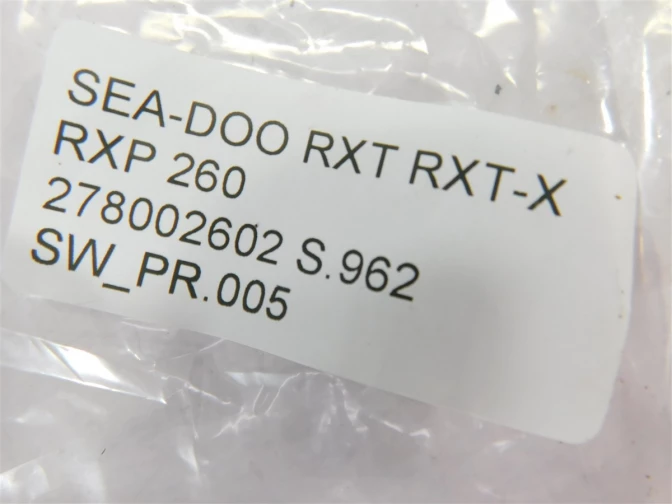 SEA-DOO RXT RXT-X
RXP 260
278002602 S.962
SW_PR.005